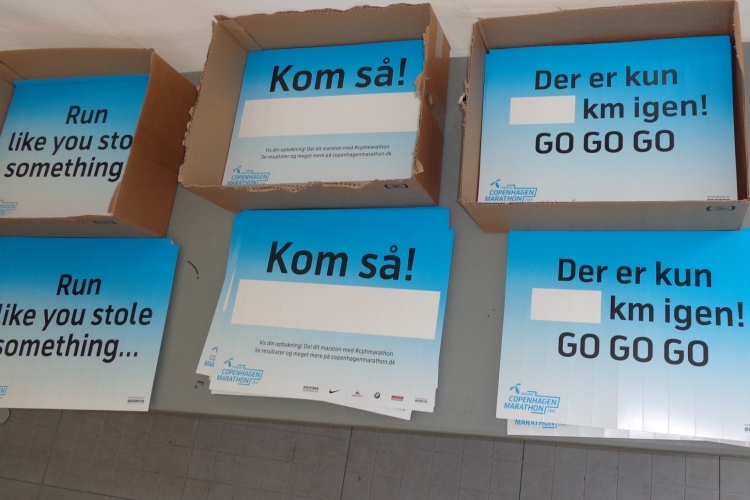 Run
like you sto
something
Kom så!
Vis din opbakning! Del dit maraton med #cphmarathon
Se resultater og meget mere på copenhagenmarathon.dk
COPENHAGEN
MARATHON
Der er kun
km igen!
GO GO GO
COPENHAGEN
MARATHON
Run
like you stole
something...
Kom så!
Vis din opbakning! Del dit maraton med #cphmarathon
Se resultater og meget mere på copenhagenmarathon.dk
COPENHAGEN
MARATHON
Der er kun
km igen!
GO GO GO
COPENHAGEN
MARATHON